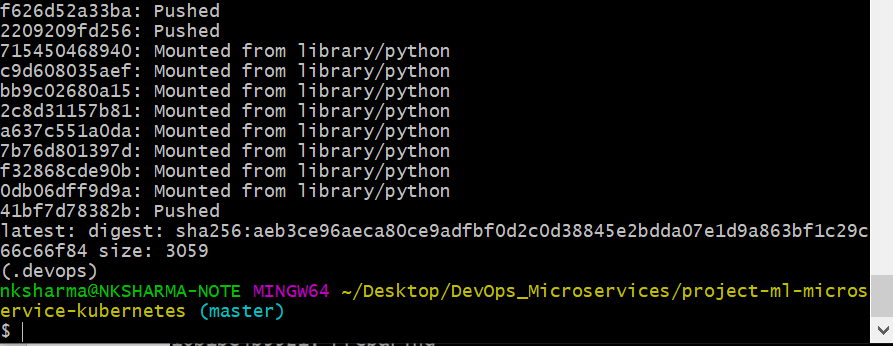 f626d52a33ba: Pushed
2209209fd256: Pushed
715450468940: Mounted from library/python
c9d608035aef: Mounted from library/python
bb9c02680a15: Mounted from library/python
2c8d31157b81: Mounted from library/python
a637c551a0da: Mounted from library/python
7b76d801397d: Mounted from library/python
f32868cde90b: Mounted from library/python
0db06dff9d9a: Mounted from library/python
41bf7d78382b: Pushed
latest: digest: sha256:aeb3ce96aeca80ce9adfbf0d2c0d38845e2bdda07e1d9a863bf1c29c
66c66f84 size: 3059
(.devops)
nksharma@NKSHARMA-NOTE MINGW64 ~/Desktop/DevOps_Microservices/project-ml-micros
ervice-kubernetes (master)
$